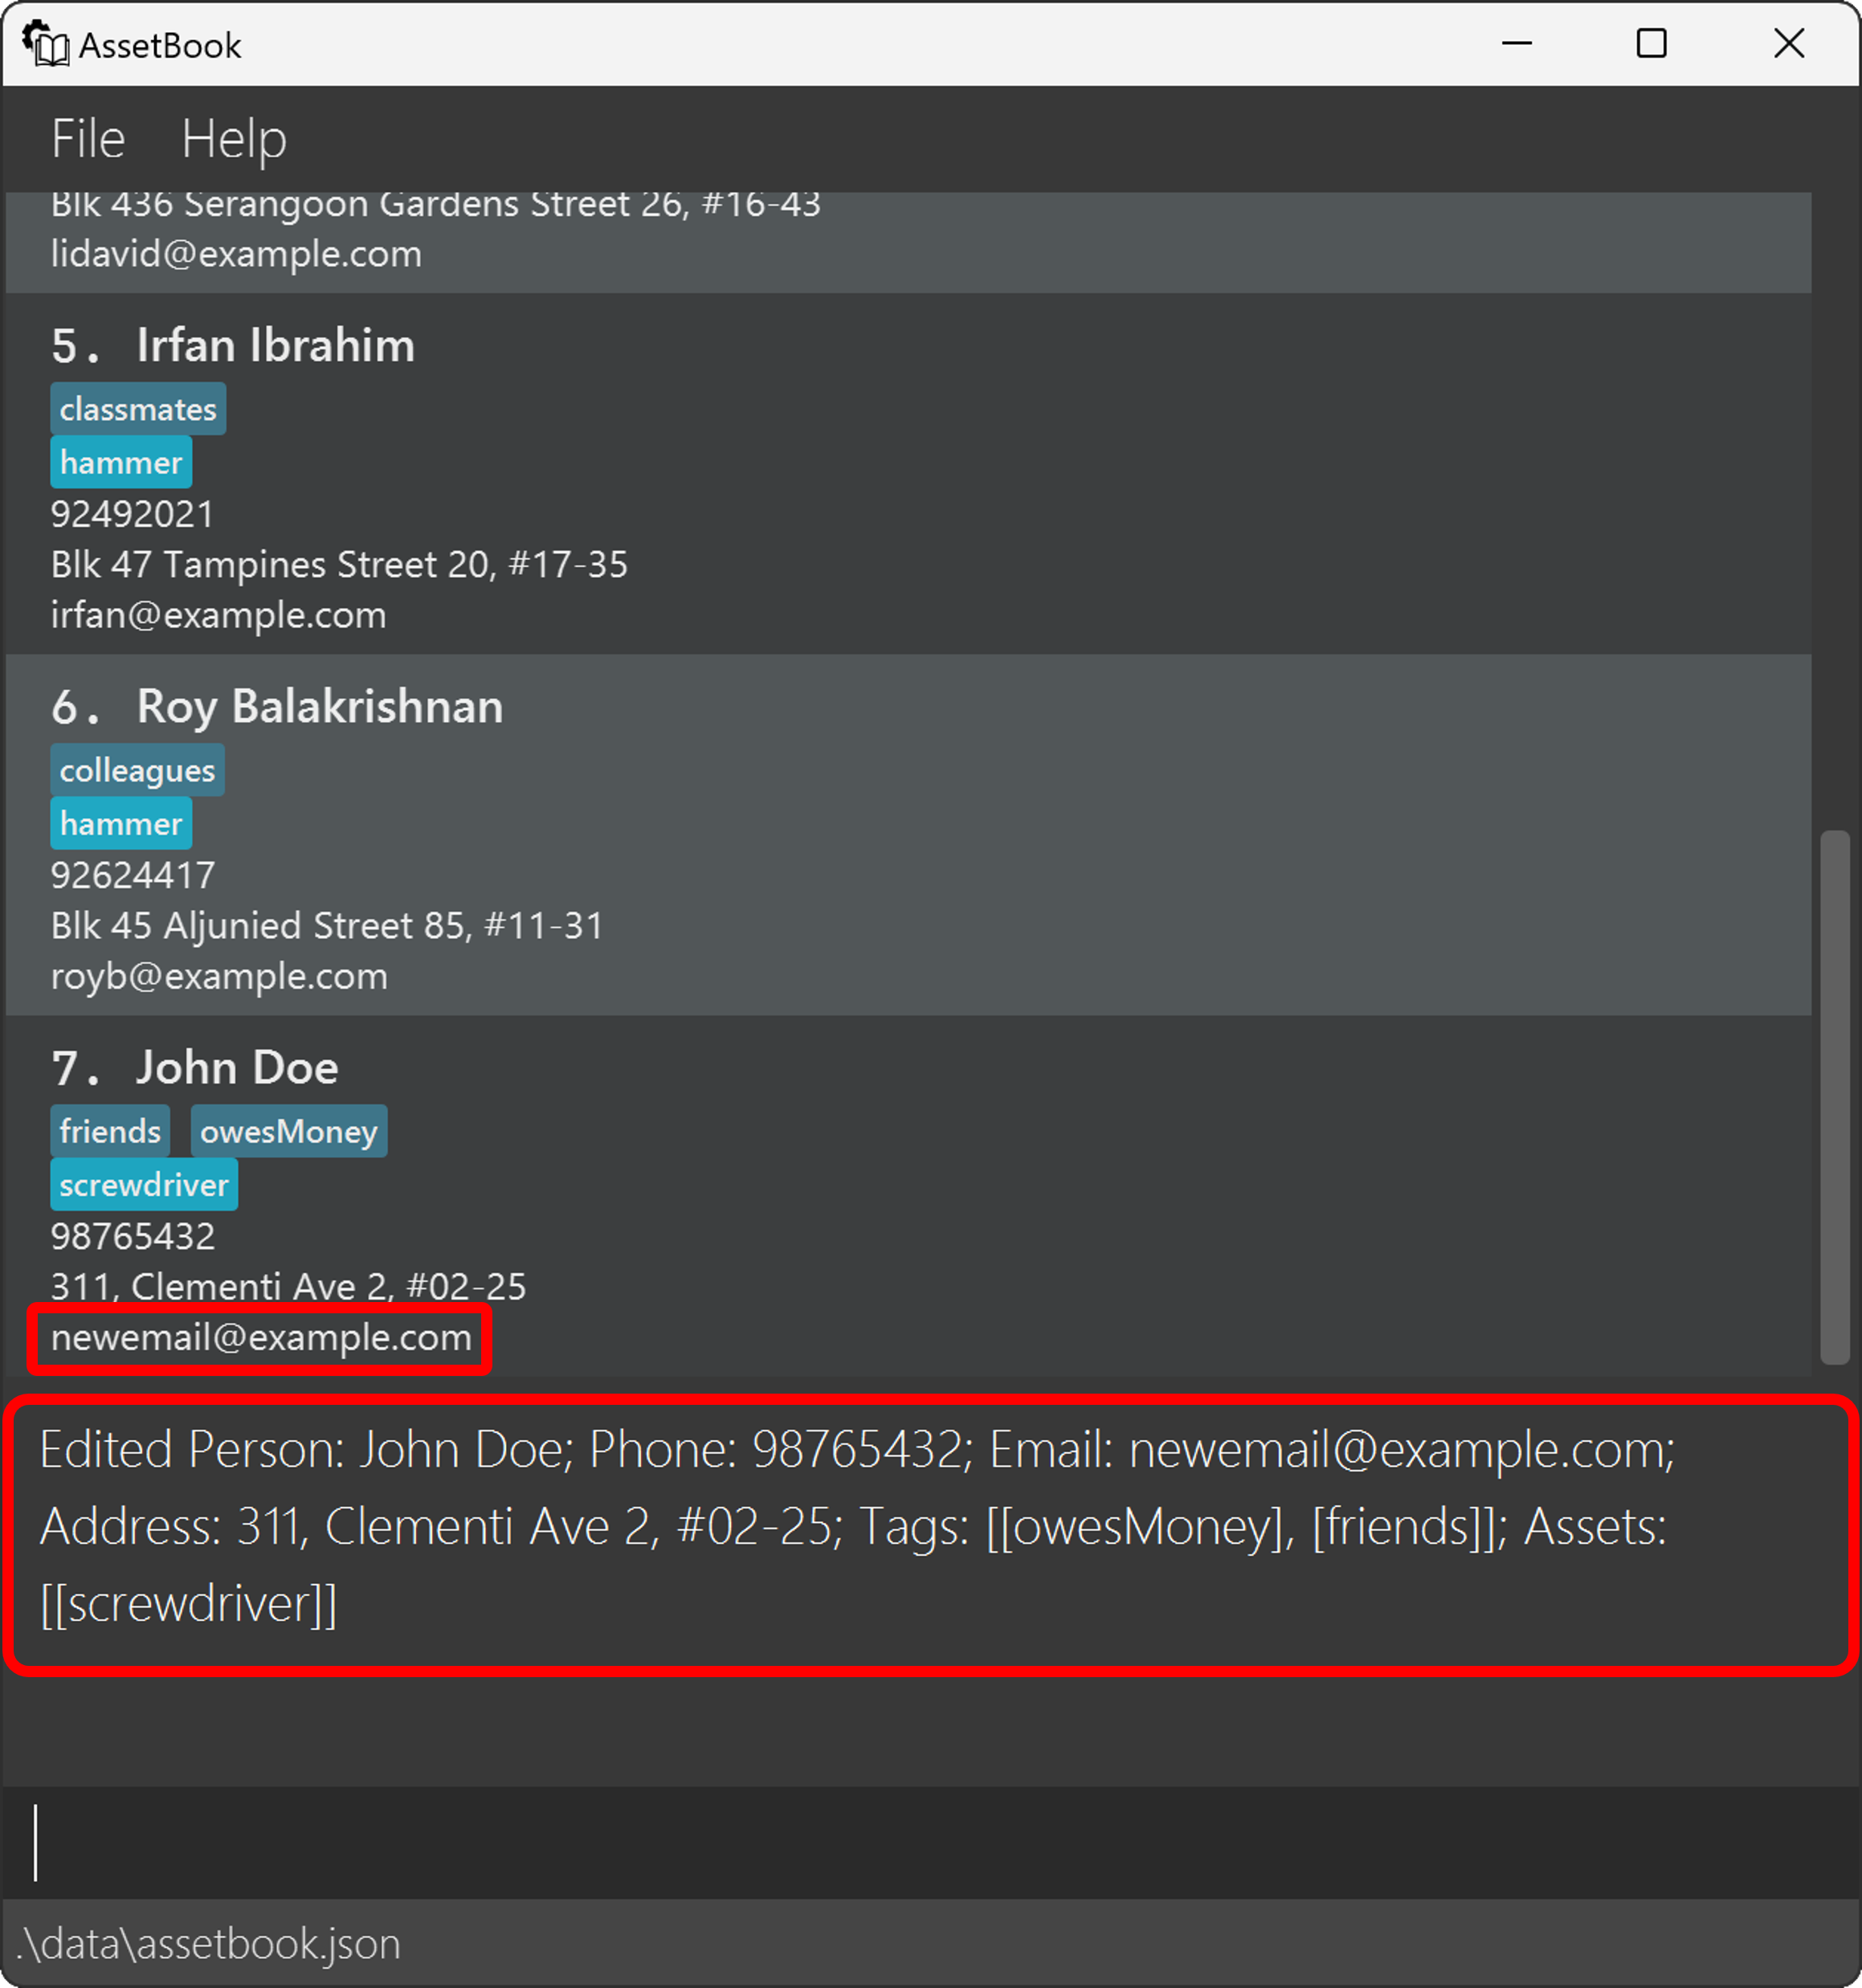 AssetBook
File Help
Blk 436 Serangoon Gardens Street 26, #16-43
lidavid@example.com
5. Irfan Ibrahim
classmates
hammer
92492021
Blk 47 Tampines Street 20, #17-35
irfan@example.com
6. Roy Balakrishnan
colleagues
hammer
92624417
Blk 45 Aljunied Street 85, #11-31
royb@example.com
7. John Doe
friends owesMoney
screwdriver
98765432
311, Clementi Ave 2, #02-25
newemail@example.com
Edited Person: John Doe; Phone: 98765432; Email: newemail@example.com;
Address: 311, Clementi Ave 2, #02-25; Tags: [[owesMoney], [friends]]; Assets:
[[screwdriver]]
.\data\assetbook.json